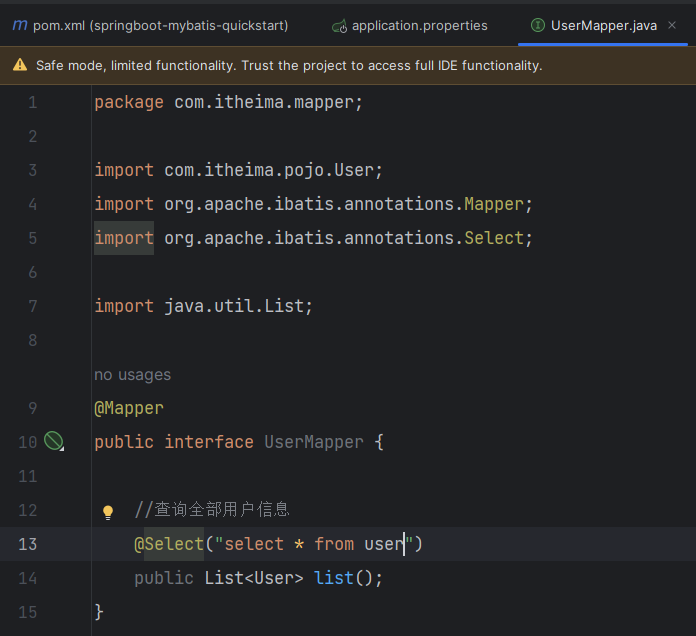 m pom.xml (springboot-mybatis-quickstart) application.properties I UserMapper.java ×
Safe mode, limited functionality. Trust the project to access full IDE functionality.
1 package com.itheima.mapper;
2
3 import com.itheima.pojo.User;
4 import org.apache.ibatis.annotations.Mapper;
5 import org.apache.ibatis.annotations.Select;
6
7 import java.util.List;
8
no usages
9 @Mapper
10 public interface UserMapper {
11
12 //查询全部用户信息
13 @Select("select * from user")
14 public List<User> list();
15 }